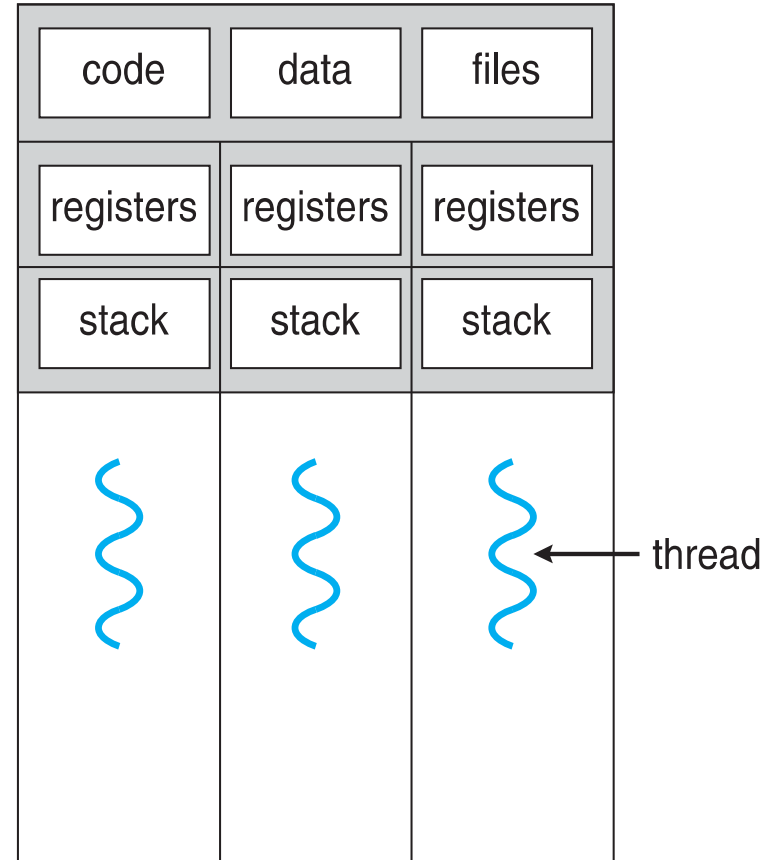 code data files
registers registers registers
stack stack stack
thread